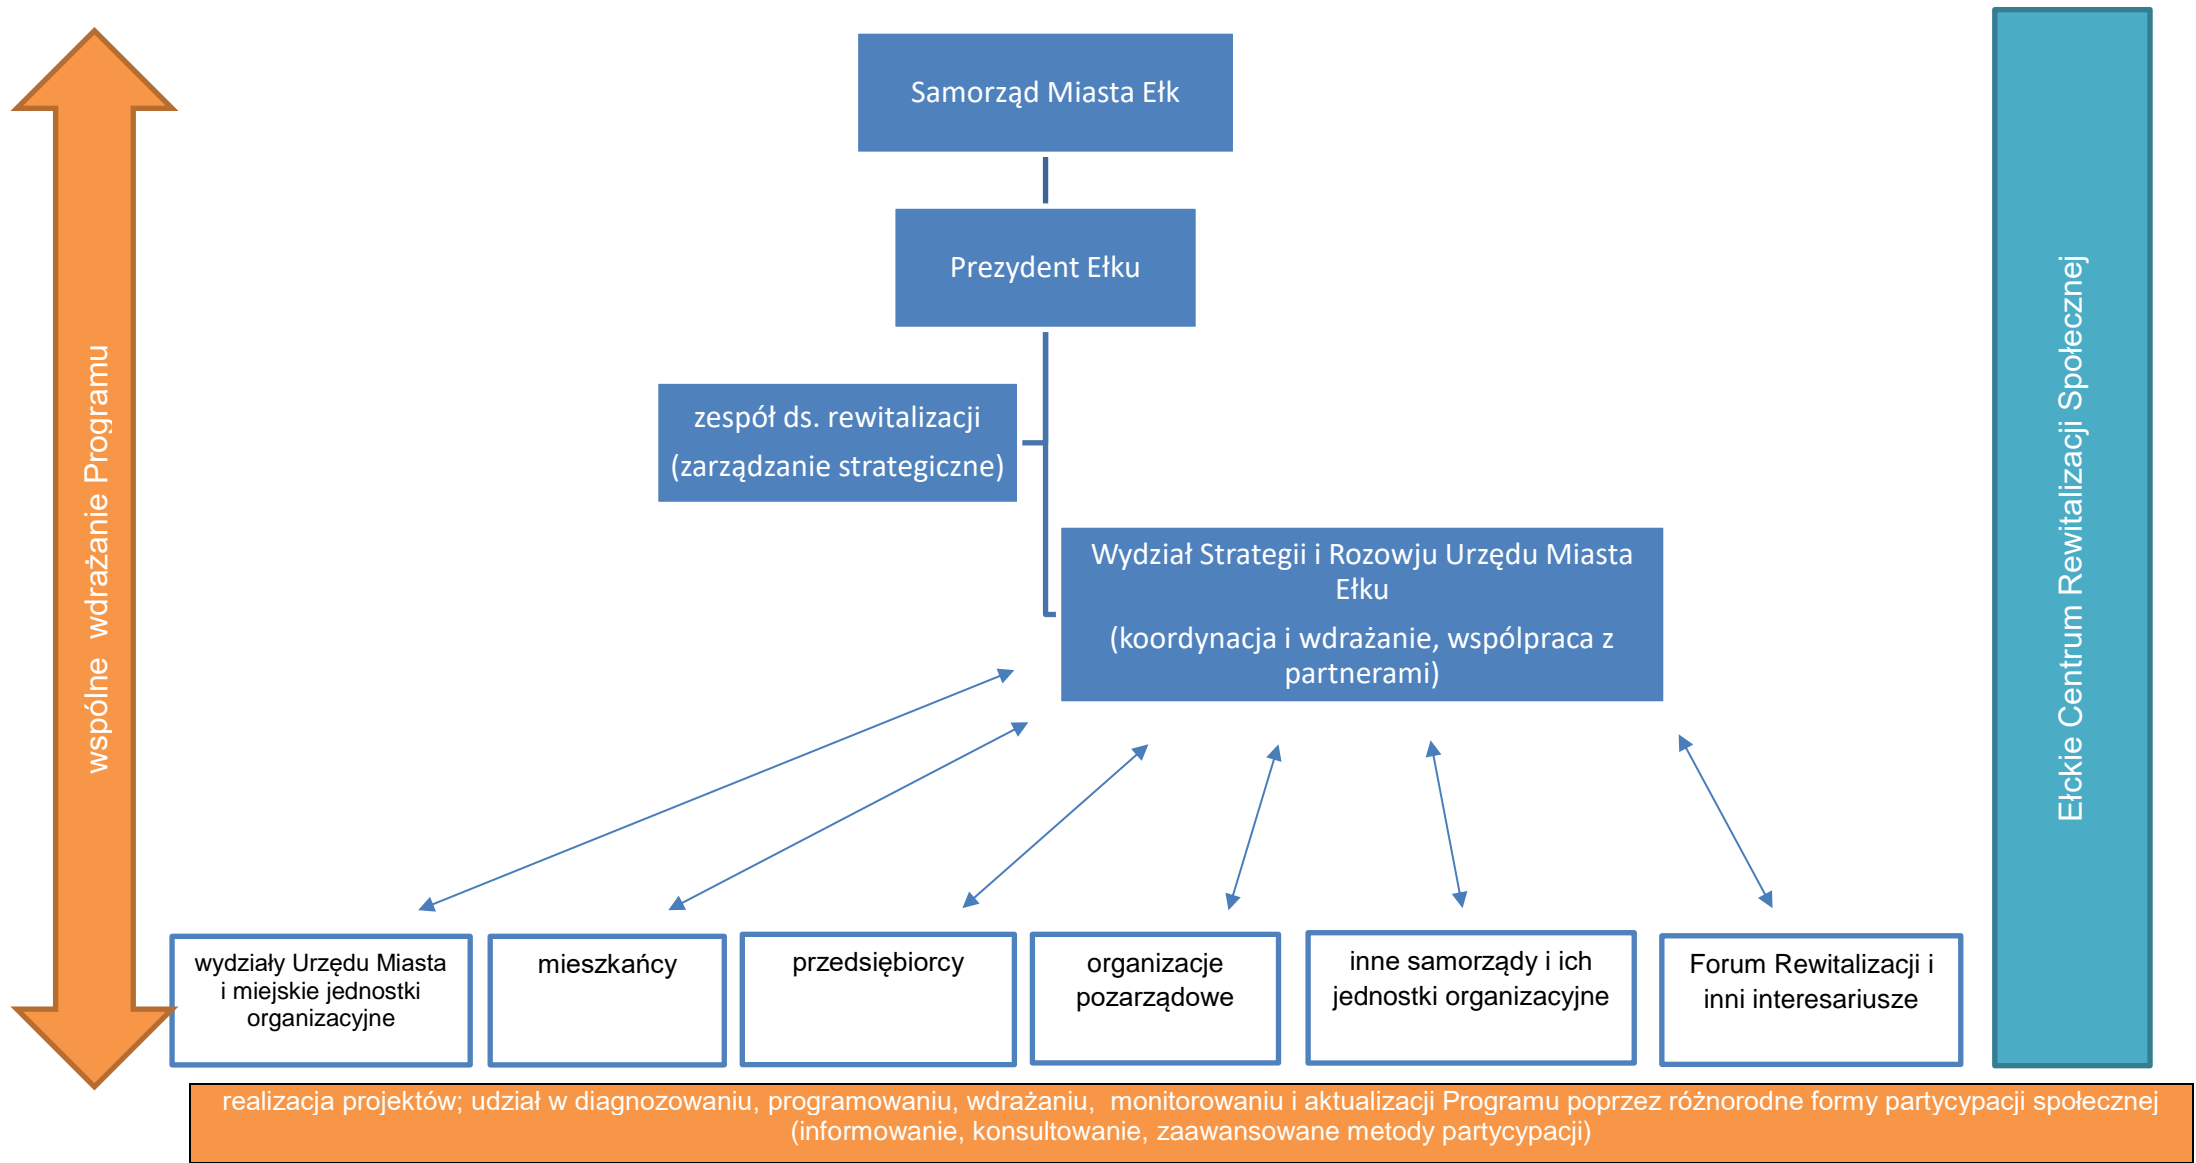 Samorząd Miasta Ełk
Prezydent Ełku
zespół ds. rewitalizacji
(zarządzanie strategiczne)
Wydział Strategii i Rozowju Urzędu Miasta
Ełku
(koordynacja i wdrażanie, wspólpraca z
partnerami)
wspólne wdrażanie Programu
Ełckie Centrum Rewitalizacji Społecznej
wydziały Urzędu Miasta
i miejskie jednostki
organizacyjne
mieszkańcy
przedsiębiorcy
organizacje
pozarządowe
inne samorządy i ich
jednostki organizacyjne
Forum Rewitalizacji i
inni interesariusze
realizacja projektów; udział w diagnozowaniu, programowaniu, wdrażaniu, monitorowaniu i aktualizacji Programu poprzez różnorodne formy partycypacji społecznej
(informowanie, konsultowanie, zaawansowane metody partycypacji)